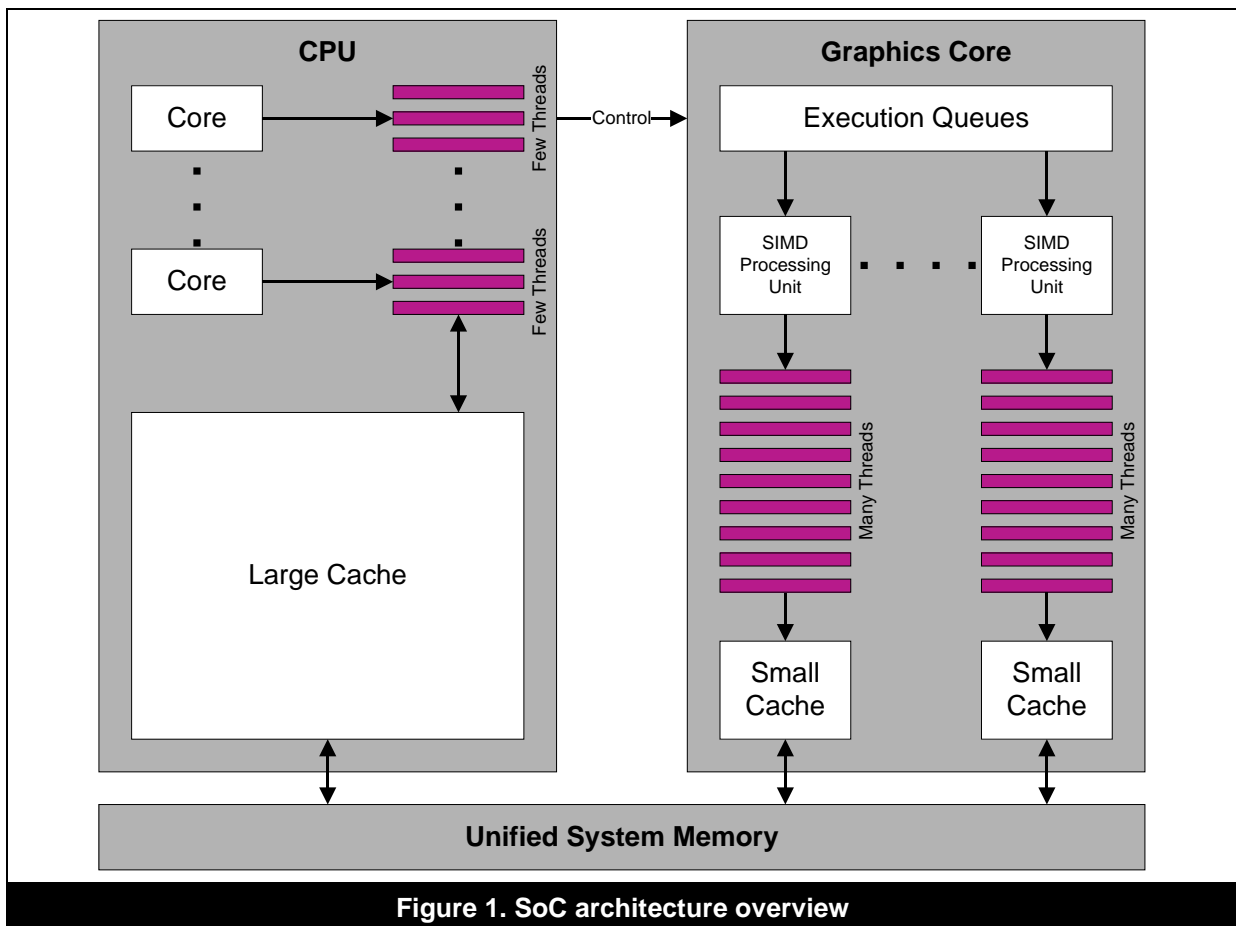 CPU
Core
Few Threads
Core
Few Threads
Large Cache
Control
Graphics Core
Execution Queues
SIMD
Processing
Unit
SIMD
Processing
Unit
Many Threads
Many Threads
Small
Cache
Small
Cache
Unified System Memory
Figure 1. SoC architecture overview